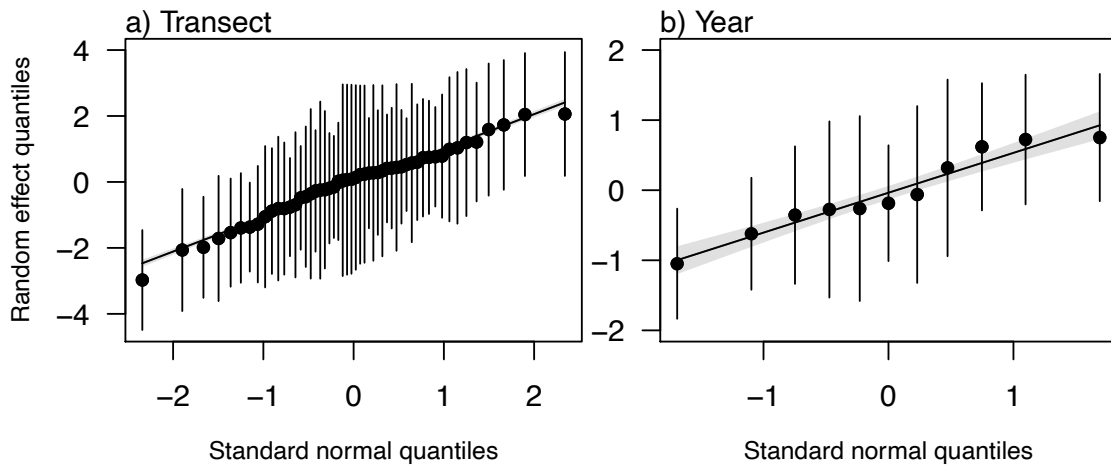 a) Transect
b) Year
Random effect quantiles
4
2
0
−2
−4
2
1
0
−1
−2
−2 −1 0 1 2
−1 0 1
Standard normal quantiles
Standard normal quantiles